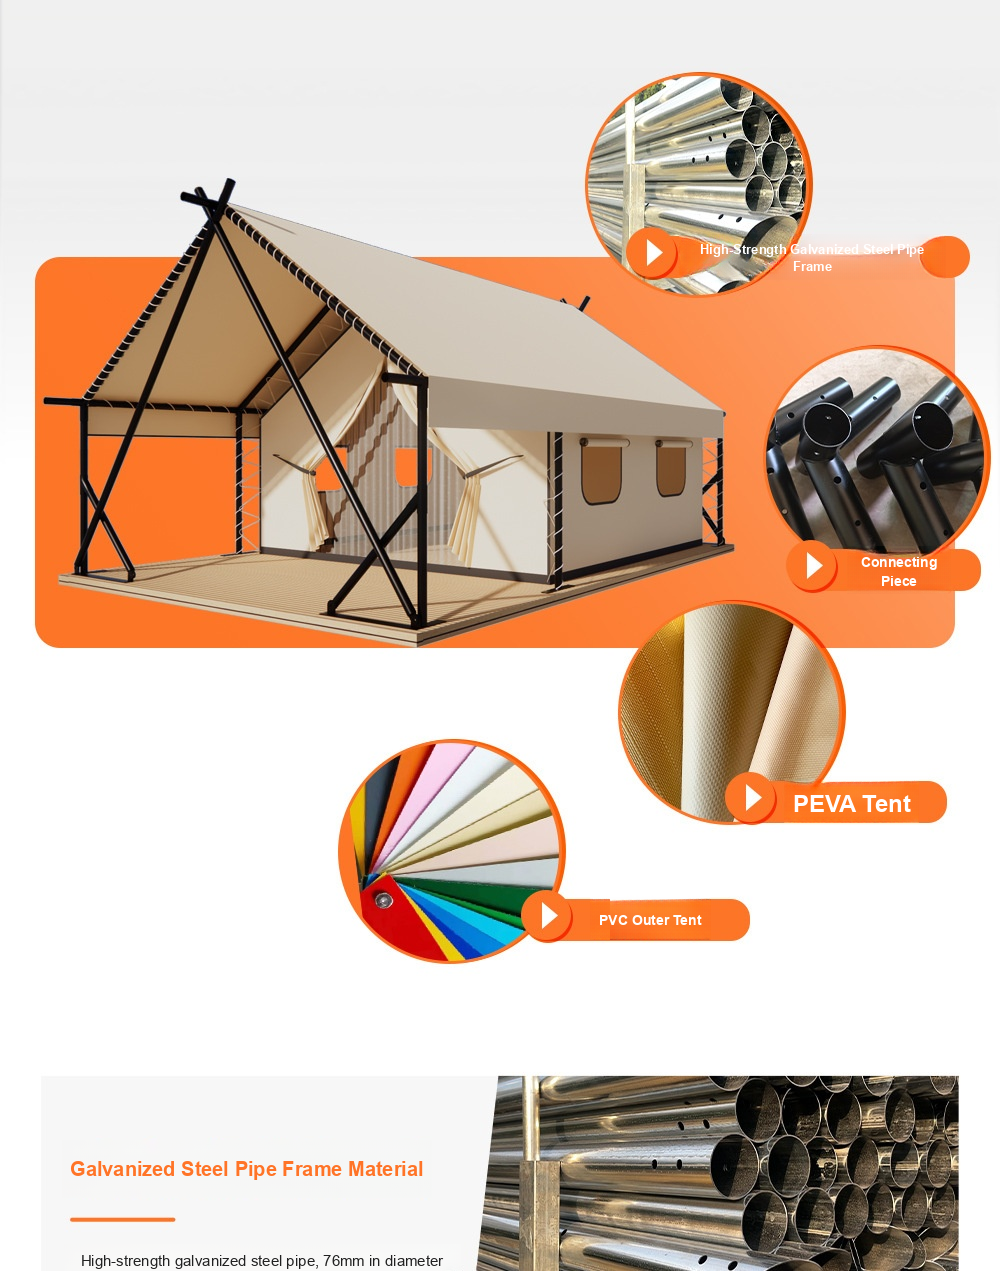 High-Strength Galvanized Steel Pipe
Frame
Connecting
Piece
PEVA Tent
PVC Outer Tent
Galvanized Steel Pipe Frame Material
High-strength galvanized steel pipe, 76mm in diameter